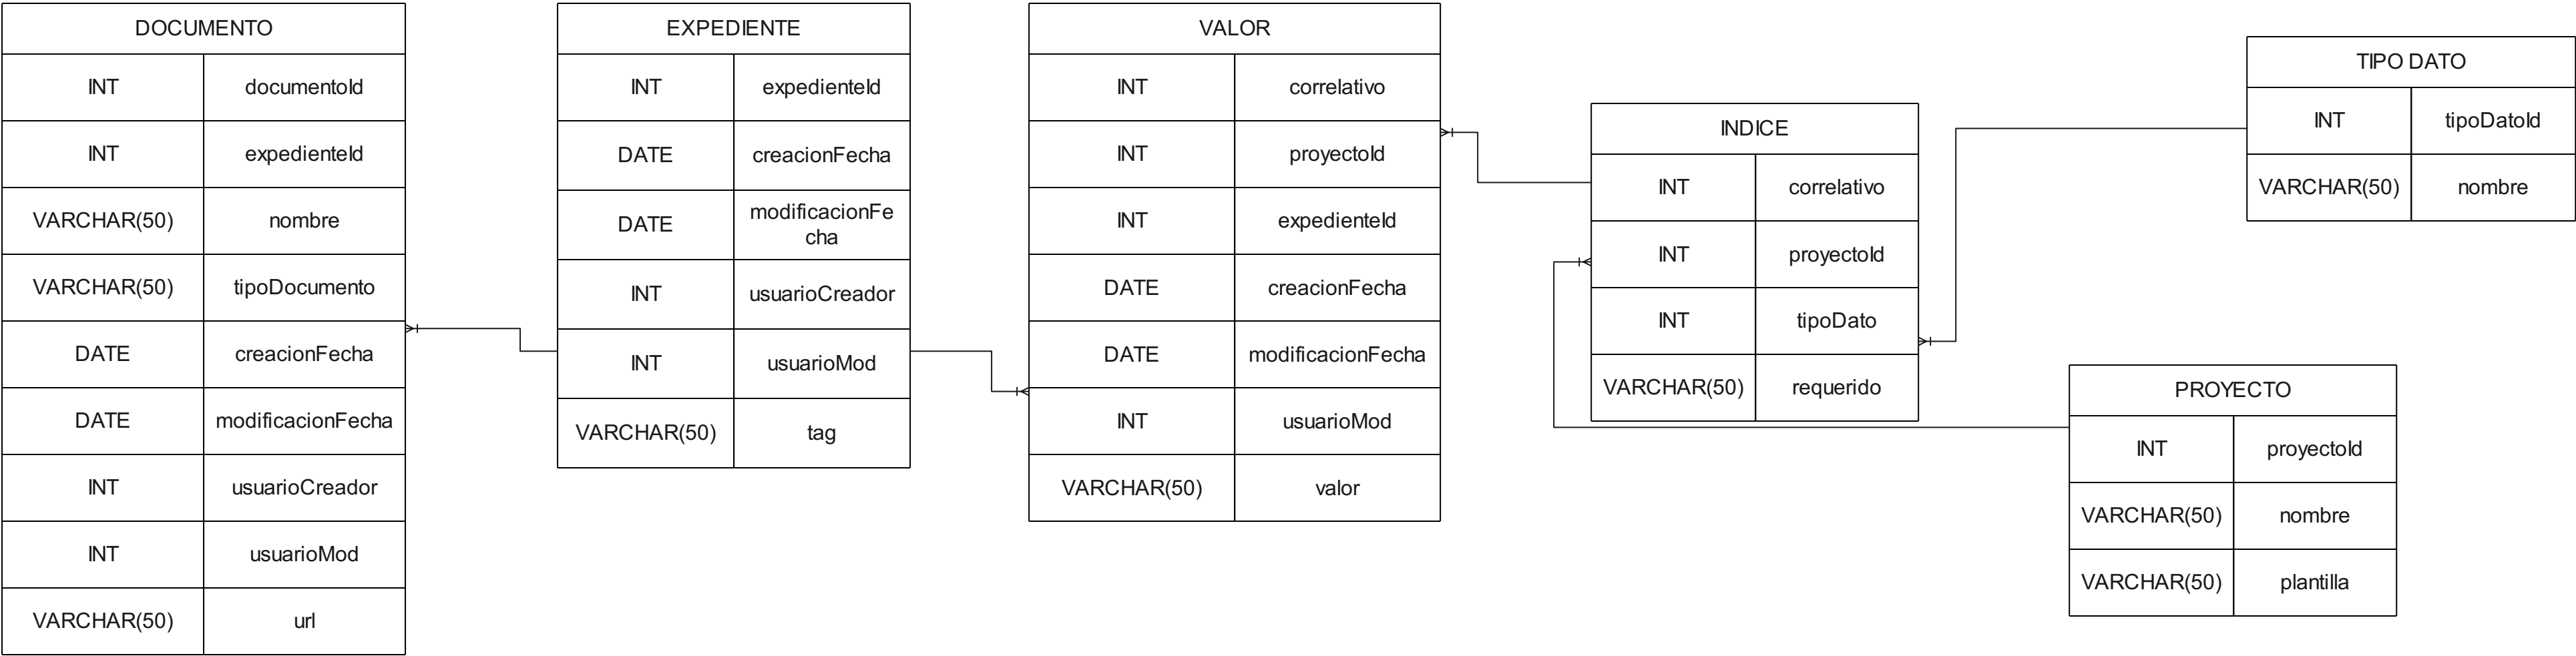 DOCUMENTO
INT documentoId
INT expedienteId
VARCHAR(50) nombre
VARCHAR(50) tipoDocumento
DATE creacionFecha
DATE modificacionFecha
INT usuarioCreador
INT usuarioMod
VARCHAR(50) url
EXPEDIENTE
INT expedienteId
DATE creacionFecha
DATE modificacionFe
cha
INT usuarioCreador
INT usuarioMod
VARCHAR(50) tag
VALOR
INT correlativo
INT proyectoId
INT expedienteId
DATE creacionFecha
DATE modificacionFecha
INT usuarioMod
VARCHAR(50) valor
INDICE
INT correlativo
INT proyectoId
INT tipoDato
VARCHAR(50) requerido
TIPO DATO
INT tipoDatoId
VARCHAR(50) nombre
PROYECTO
INT proyectoId
VARCHAR(50) nombre
VARCHAR(50) plantilla